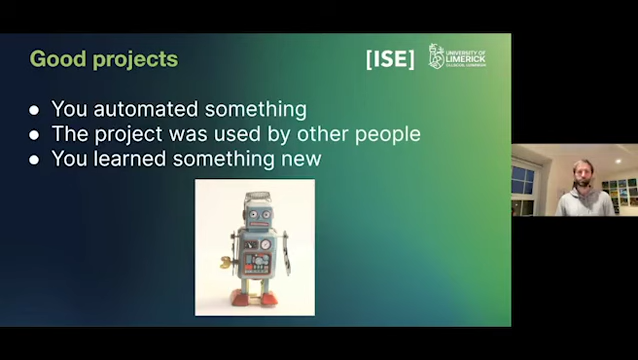 Good projects
[ISE]
UNIVERSITY OF
LIMERICK
● You automated something
● The project was used by other people
● You learned something new